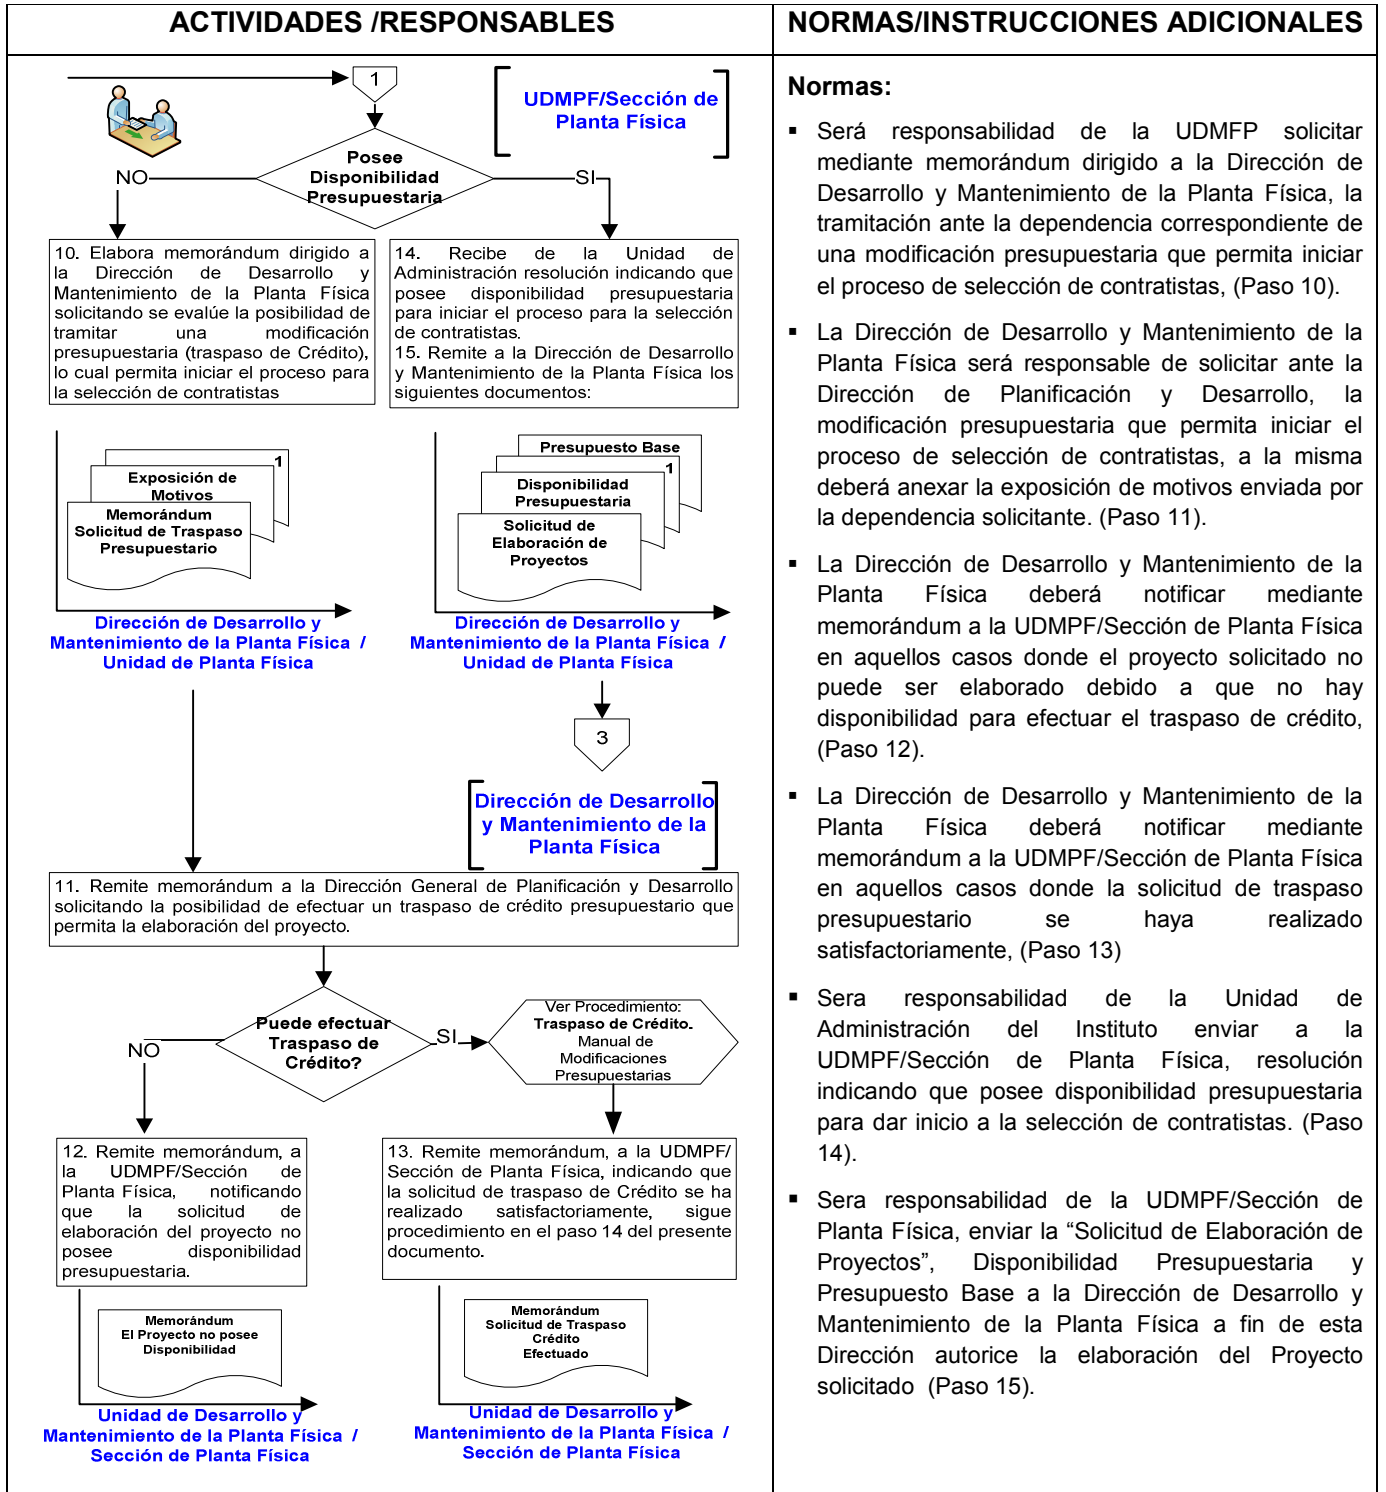 ACTIVIDADES /RESPONSABLES
NORMAS/INSTRUCCIONES ADICIONALES
1
UDMPF/Sección de
Planta Física
Posee
Disponibilidad
Presupuestaria
NO
SI
10. Elabora memorándum dirigido a
la Dirección de Desarrollo y
Mantenimiento de la Planta Física
solicitando se evalúe la posibilidad de
tramitar una modificación
presupuestaria (traspaso de Crédito),
lo cual permita iniciar el proceso para
la selección de contratistas
14. Recibe de la Unidad de
Administración resolución indicando que
posee disponibilidad presupuestaria
para iniciar el proceso para la selección
de contratistas.
15. Remite a la Dirección de Desarrollo
y Mantenimiento de la Planta Física los
siguientes documentos:
1
Exposición de
Motivos
Memorándum
Solicitud de Traspaso
Presupuestario
Presupuesto Base
1
Disponibilidad
Presupuestaria
Solicitud de
Elaboración de
Proyectos
Dirección de Desarrollo y
Mantenimiento de la Planta Física /
Unidad de Planta Física
Dirección de Desarrollo y
Mantenimiento de la Planta Física /
Unidad de Planta Física
3
Dirección de Desarrollo
y Mantenimiento de la
Planta Física
11. Remite memorándum a la Dirección General de Planificación y Desarrollo
solicitando la posibilidad de efectuar un traspaso de crédito presupuestario que
permita la elaboración del proyecto.
Puede efectuar
Traspaso de
Crédito?
NO
SI
Ver Procedimiento:
Traspaso de Crédito.
Manual de
Modificaciones
Presupuestarias
12. Remite memorándum, a
la UDMPF/Sección de
Planta Física, notificando
que la solicitud de
elaboración del proyecto no
posee disponibilidad
presupuestaria.
13. Remite memorándum, a la UDMPF/
Sección de Planta Física, indicando que
la solicitud de traspaso de Crédito se ha
realizado satisfactoriamente, sigue
procedimiento en el paso 14 del presente
documento.
Memorándum
El Proyecto no posee
Disponibilidad
Memorándum
Solicitud de Traspaso
Crédito
Efectuado
Unidad de Desarrollo y
Mantenimiento de la Planta Física /
Sección de Planta Física
Unidad de Desarrollo y
Mantenimiento de la Planta Física /
Sección de Planta Física
Normas:
▪ Será responsabilidad de la UDMFP solicitar
mediante memorándum dirigido a la Dirección de
Desarrollo y Mantenimiento de la Planta Física, la
tramitación ante la dependencia correspondiente de
una modificación presupuestaria que permita iniciar
el proceso de selección de contratistas, (Paso 10).
▪ La Dirección de Desarrollo y Mantenimiento de la
Planta Física será responsable de solicitar ante la
Dirección de Planificación y Desarrollo, la
modificación presupuestaria que permita iniciar el
proceso de selección de contratistas, a la misma
deberá anexar la exposición de motivos enviada por
la dependencia solicitante. (Paso 11).
▪ La Dirección de Desarrollo y Mantenimiento de la
Planta Física deberá notificar mediante
memorándum a la UDMPF/Sección de Planta Física
en aquellos casos donde el proyecto solicitado no
puede ser elaborado debido a que no hay
disponibilidad para efectuar el traspaso de crédito,
(Paso 12).
▪ La Dirección de Desarrollo y Mantenimiento de la
Planta Física deberá notificar mediante
memorándum a la UDMPF/Sección de Planta Física
en aquellos casos donde la solicitud de traspaso
presupuestario se haya realizado
satisfactoriamente, (Paso 13)
▪ Sera responsabilidad de la Unidad de
Administración del Instituto enviar a la
UDMPF/Sección de Planta Física, resolución
indicando que posee disponibilidad presupuestaria
para dar inicio a la selección de contratistas. (Paso
14).
▪ Sera responsabilidad de la UDMPF/Sección de
Planta Física, enviar la “Solicitud de Elaboración de
Proyectos”, Disponibilidad Presupuestaria y
Presupuesto Base a la Dirección de Desarrollo y
Mantenimiento de la Planta Física a fin de esta
Dirección autorice la elaboración del Proyecto
solicitado (Paso 15).